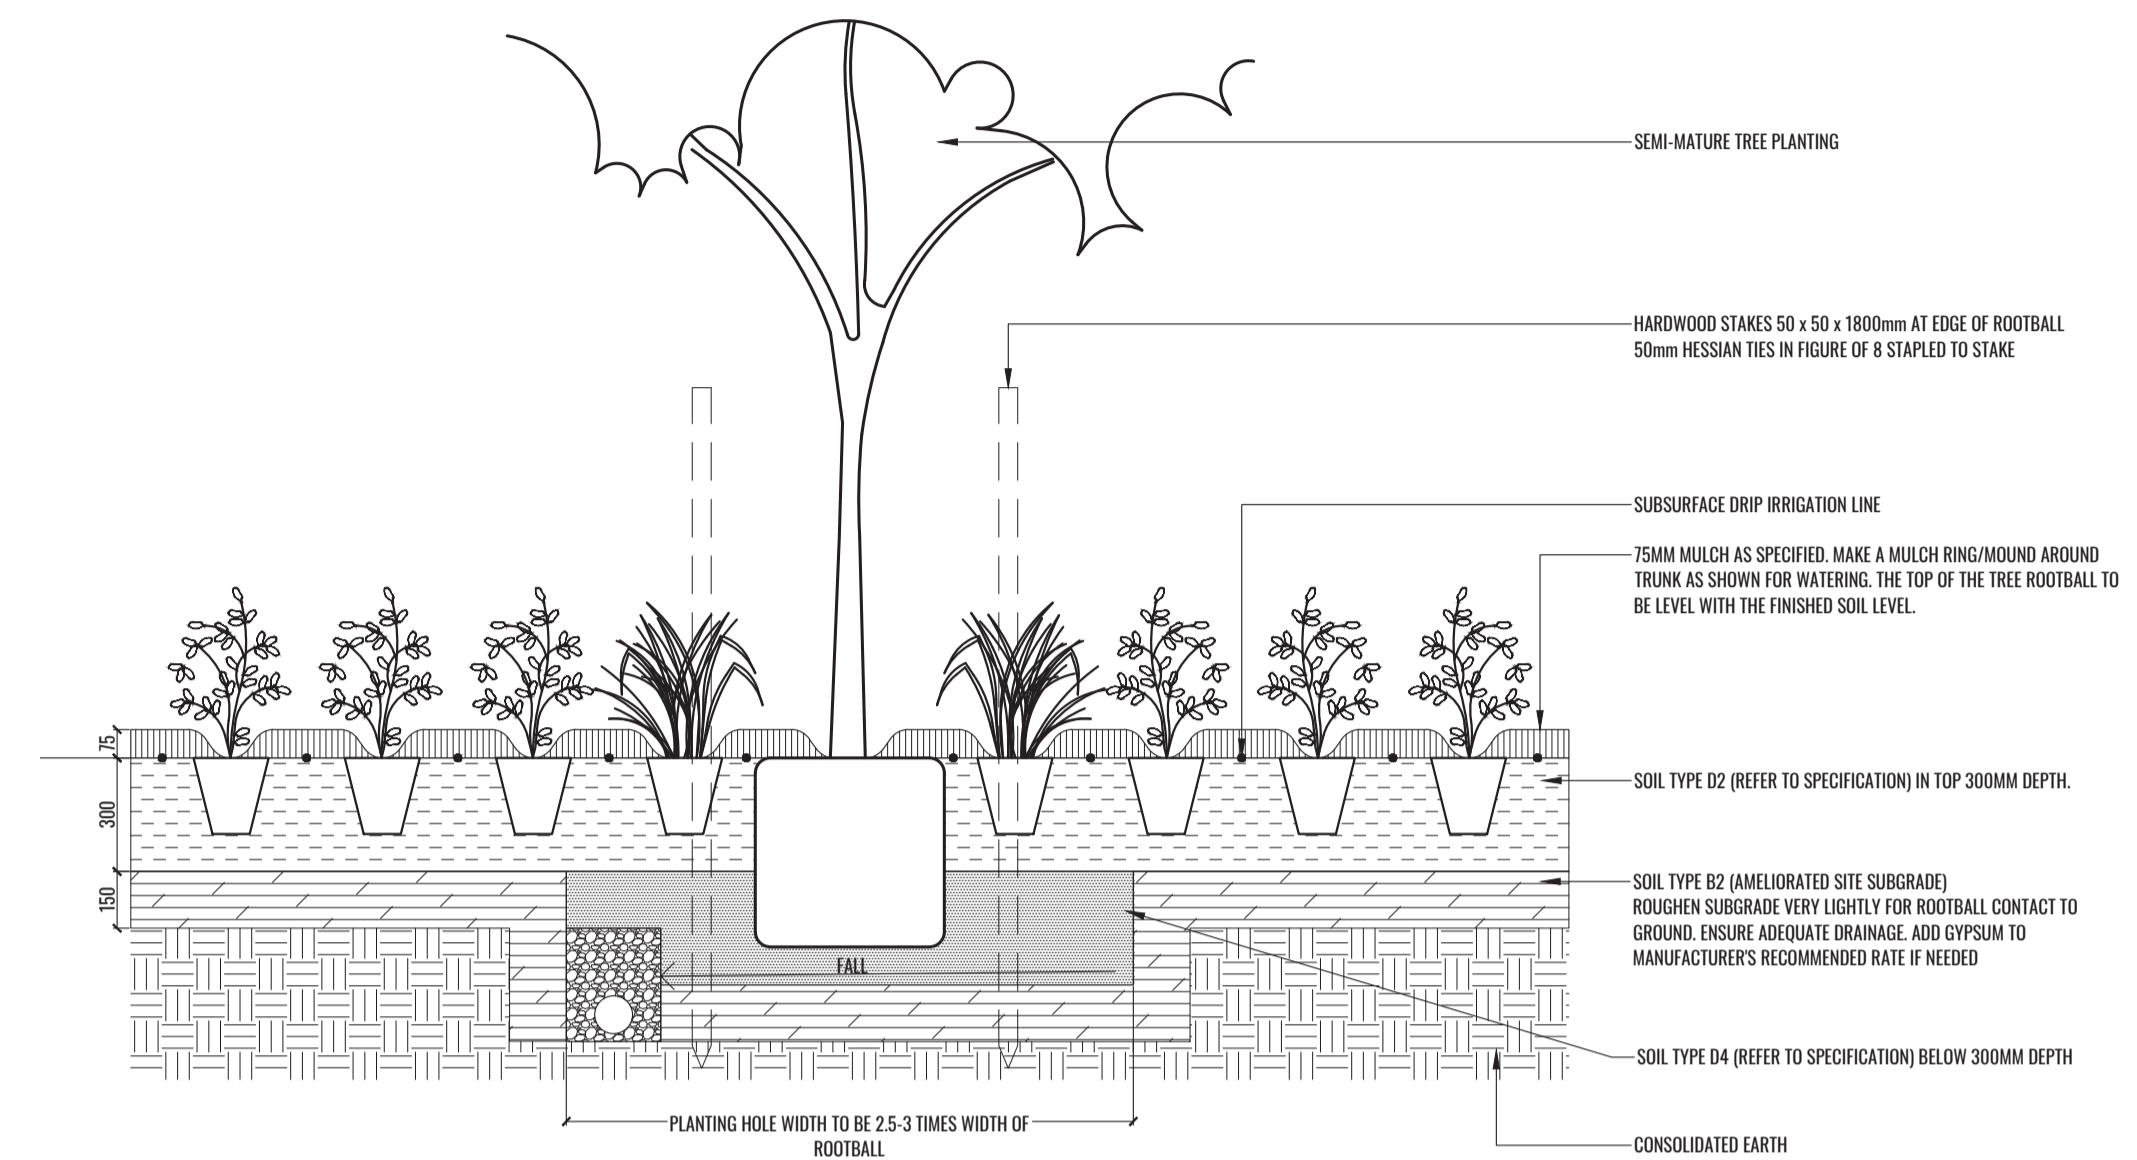 SEMI-MATURE TREE PLANTING
HARDWOOD STAKES 50 x 50 x 1800mm AT EDGE OF ROOTBALL
50mm HESSIAN TIES IN FIGURE OF 8 STAPLED TO STAKE
SUBSURFACE DRIP IRRIGATION LINE
75MM MULCH AS SPECIFIED. MAKE A MULCH RING/MOUND AROUND
TRUNK AS SHOWN FOR WATERING. THE TOP OF THE TREE ROOTBALL TO
BE LEVEL WITH THE FINISHED SOIL LEVEL.
75
300
150
SOIL TYPE D2 (REFER TO SPECIFICATION) IN TOP 300MM DEPTH.
SOIL TYPE B2 (AMELIORATED SITE SUBGRADE)
ROUGHEN SUBGRADE VERY LIGHTLY FOR ROOTBALL CONTACT TO
GROUND. ENSURE ADEQUATE DRAINAGE. ADD GYPSUM TO
MANUFACTURER'S RECOMMENDED RATE IF NEEDED
FALL
SOIL TYPE D4 (REFER TO SPECIFICATION) BELOW 300MM DEPTH
PLANTING HOLE WIDTH TO BE 2.5-3 TIMES WIDTH OF
ROOTBALL
CONSOLIDATED EARTH